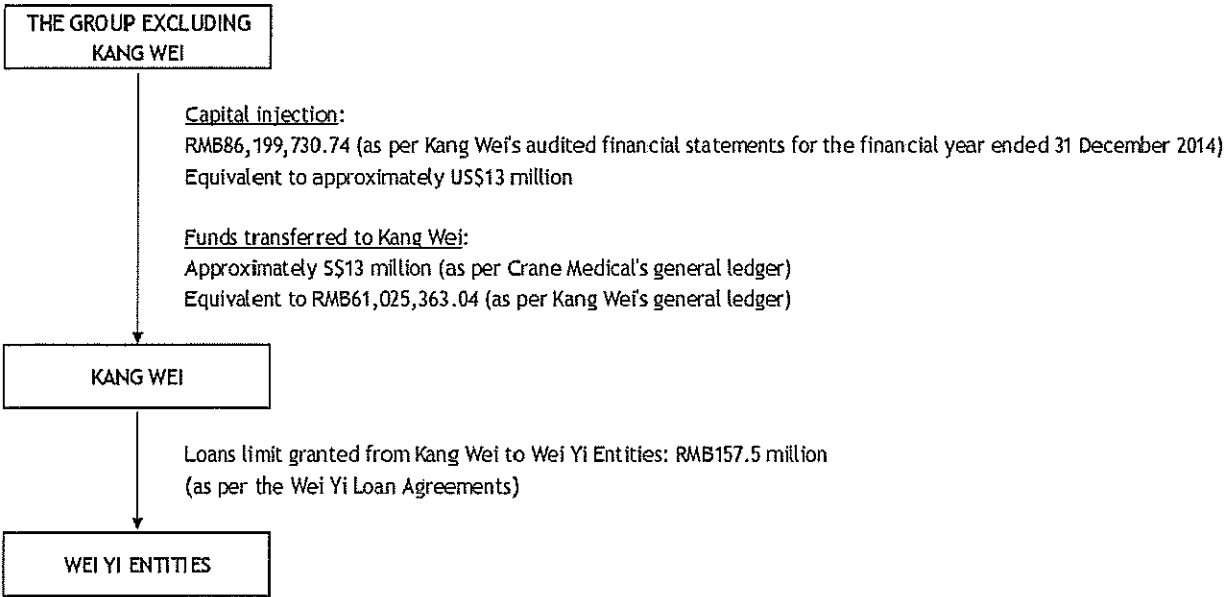 THE GROUP EXCLUDING
KANG WEI
Capital injection:
RMB86,199,730.74 (as per Kang Wei's audited financial statements for the financial year ended 31 December 2014)
Equivalent to approximately US$13 million
Funds transferred to Kang Wei:
Approximately S$13 million (as per Crane Medical's general ledger)
Equivalent to RMB61,025,363.04 (as per Kang Wei's general ledger)
KANG WEI
Loans limit granted from Kang Wei to Wei Yi Entities: RMB157.5 million
(as per the Wei Yi Loan Agreements)
WEI YI ENTITIES